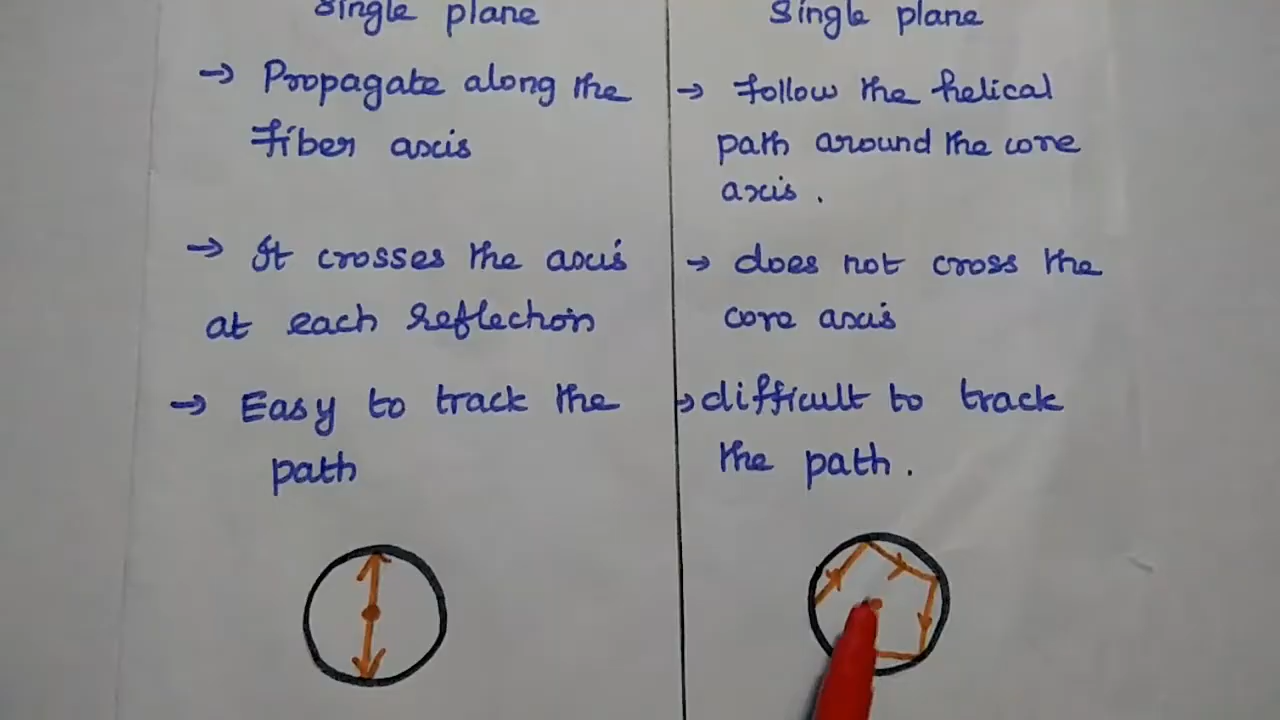 Single plane
→ Propagate along the
Fiber axis
→ It crosses the axis
at each reflection
→ Easy to track the
path
Single plane
→ Follow the helical
path around the core
axis.
→ does not cross the
core axis
→ difficult to track
the path.